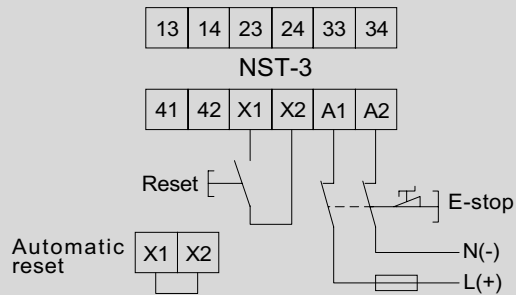 13 14 23 24 33 34
NST-3
41 42 X1 X2 A1 A2
Reset
E-stop
Automatic
reset
X1 X2
N(-)
L(+)